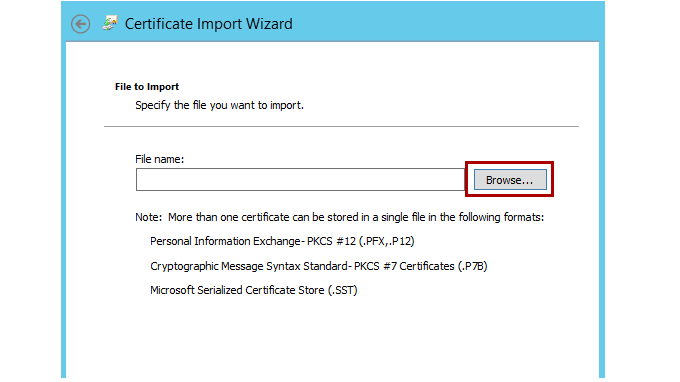 Certificate Import Wizard
File to Import
Specify the file you want to import.
File name:
Browse...
Note:  More than one certificate can be stored in a single file in the following formats:
Personal Information Exchange- PKCS #12 (.PFX,.P12)
Cryptographic Message Syntax Standard- PKCS #7 Certificates (.P7B)
Microsoft Serialized Certificate Store (.SST)